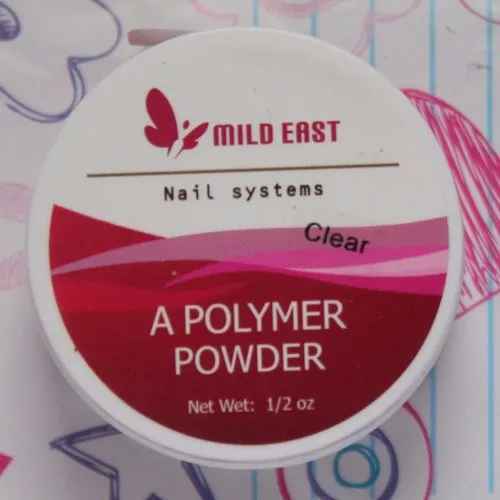 MILD EAST
Nail systems
Clear
A POLYMER
POWDER
Net Wet: 1/2 oz